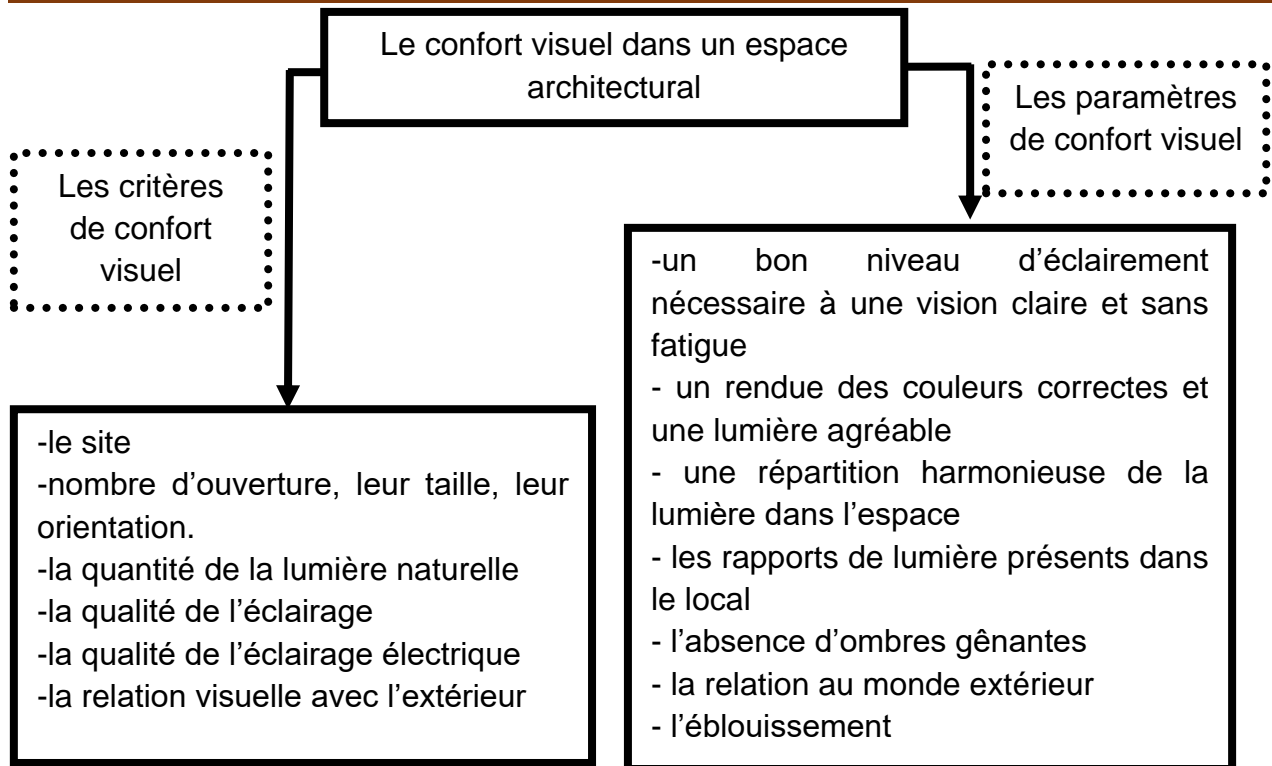 Le confort visuel dans un espace
architectural
Les paramètres
de confort visuel
Les critères
de confort
visuel
-un bon niveau d’éclairement
nécessaire à une vision claire et sans
fatigue
- un rendue des couleurs correctes et
une lumière agréable
- une répartition harmonieuse de la
lumière dans l’espace
- les rapports de lumière présents dans
le local
- l’absence d’ombres gênantes
- la relation au monde extérieur
- l’éblouissement
-le site
-nombre d’ouverture, leur taille, leur
orientation.
-la quantité de la lumière naturelle
-la qualité de l’éclairage
-la qualité de l’éclairage électrique
-la relation visuelle avec l’extérieur